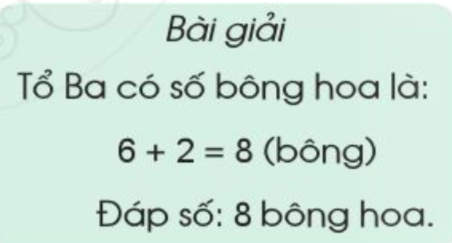 Bài giải
Tổ Ba có số bông hoa là:
6 + 2 = 8 (bông)
Đáp số: 8 bông hoa.